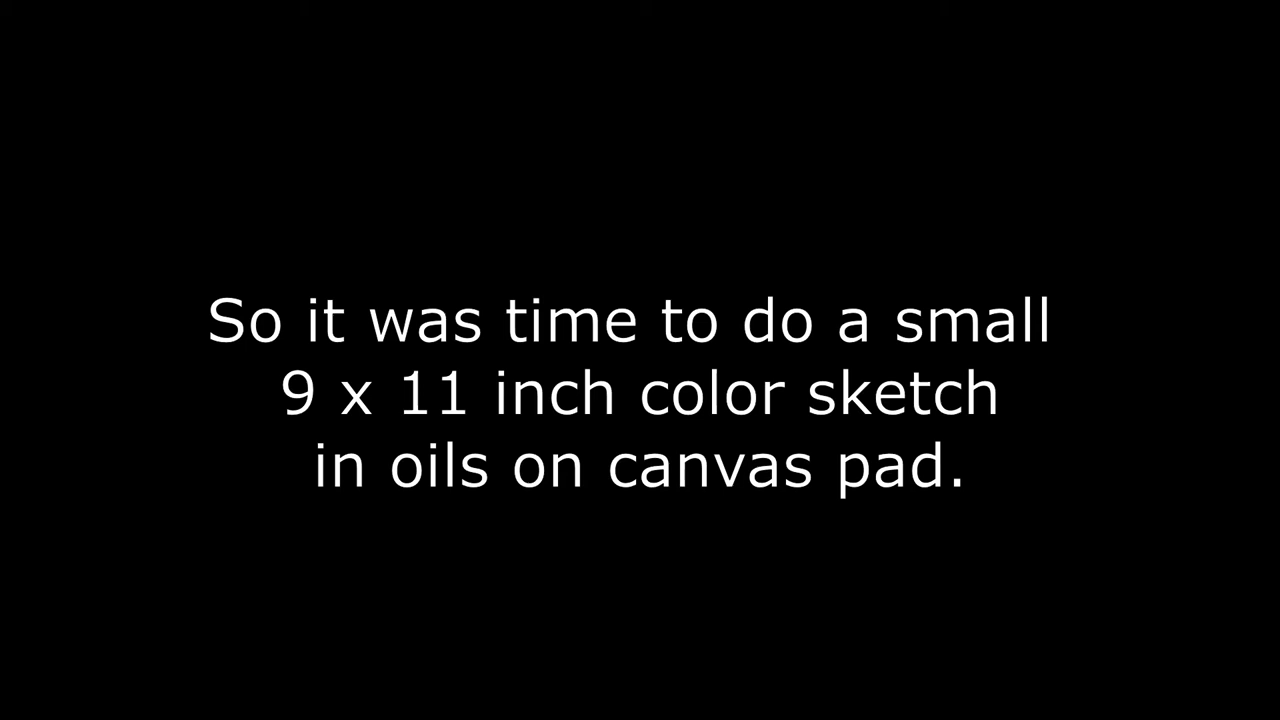 So it was time to do a small
9 x 11 inch color sketch
in oils on canvas pad.